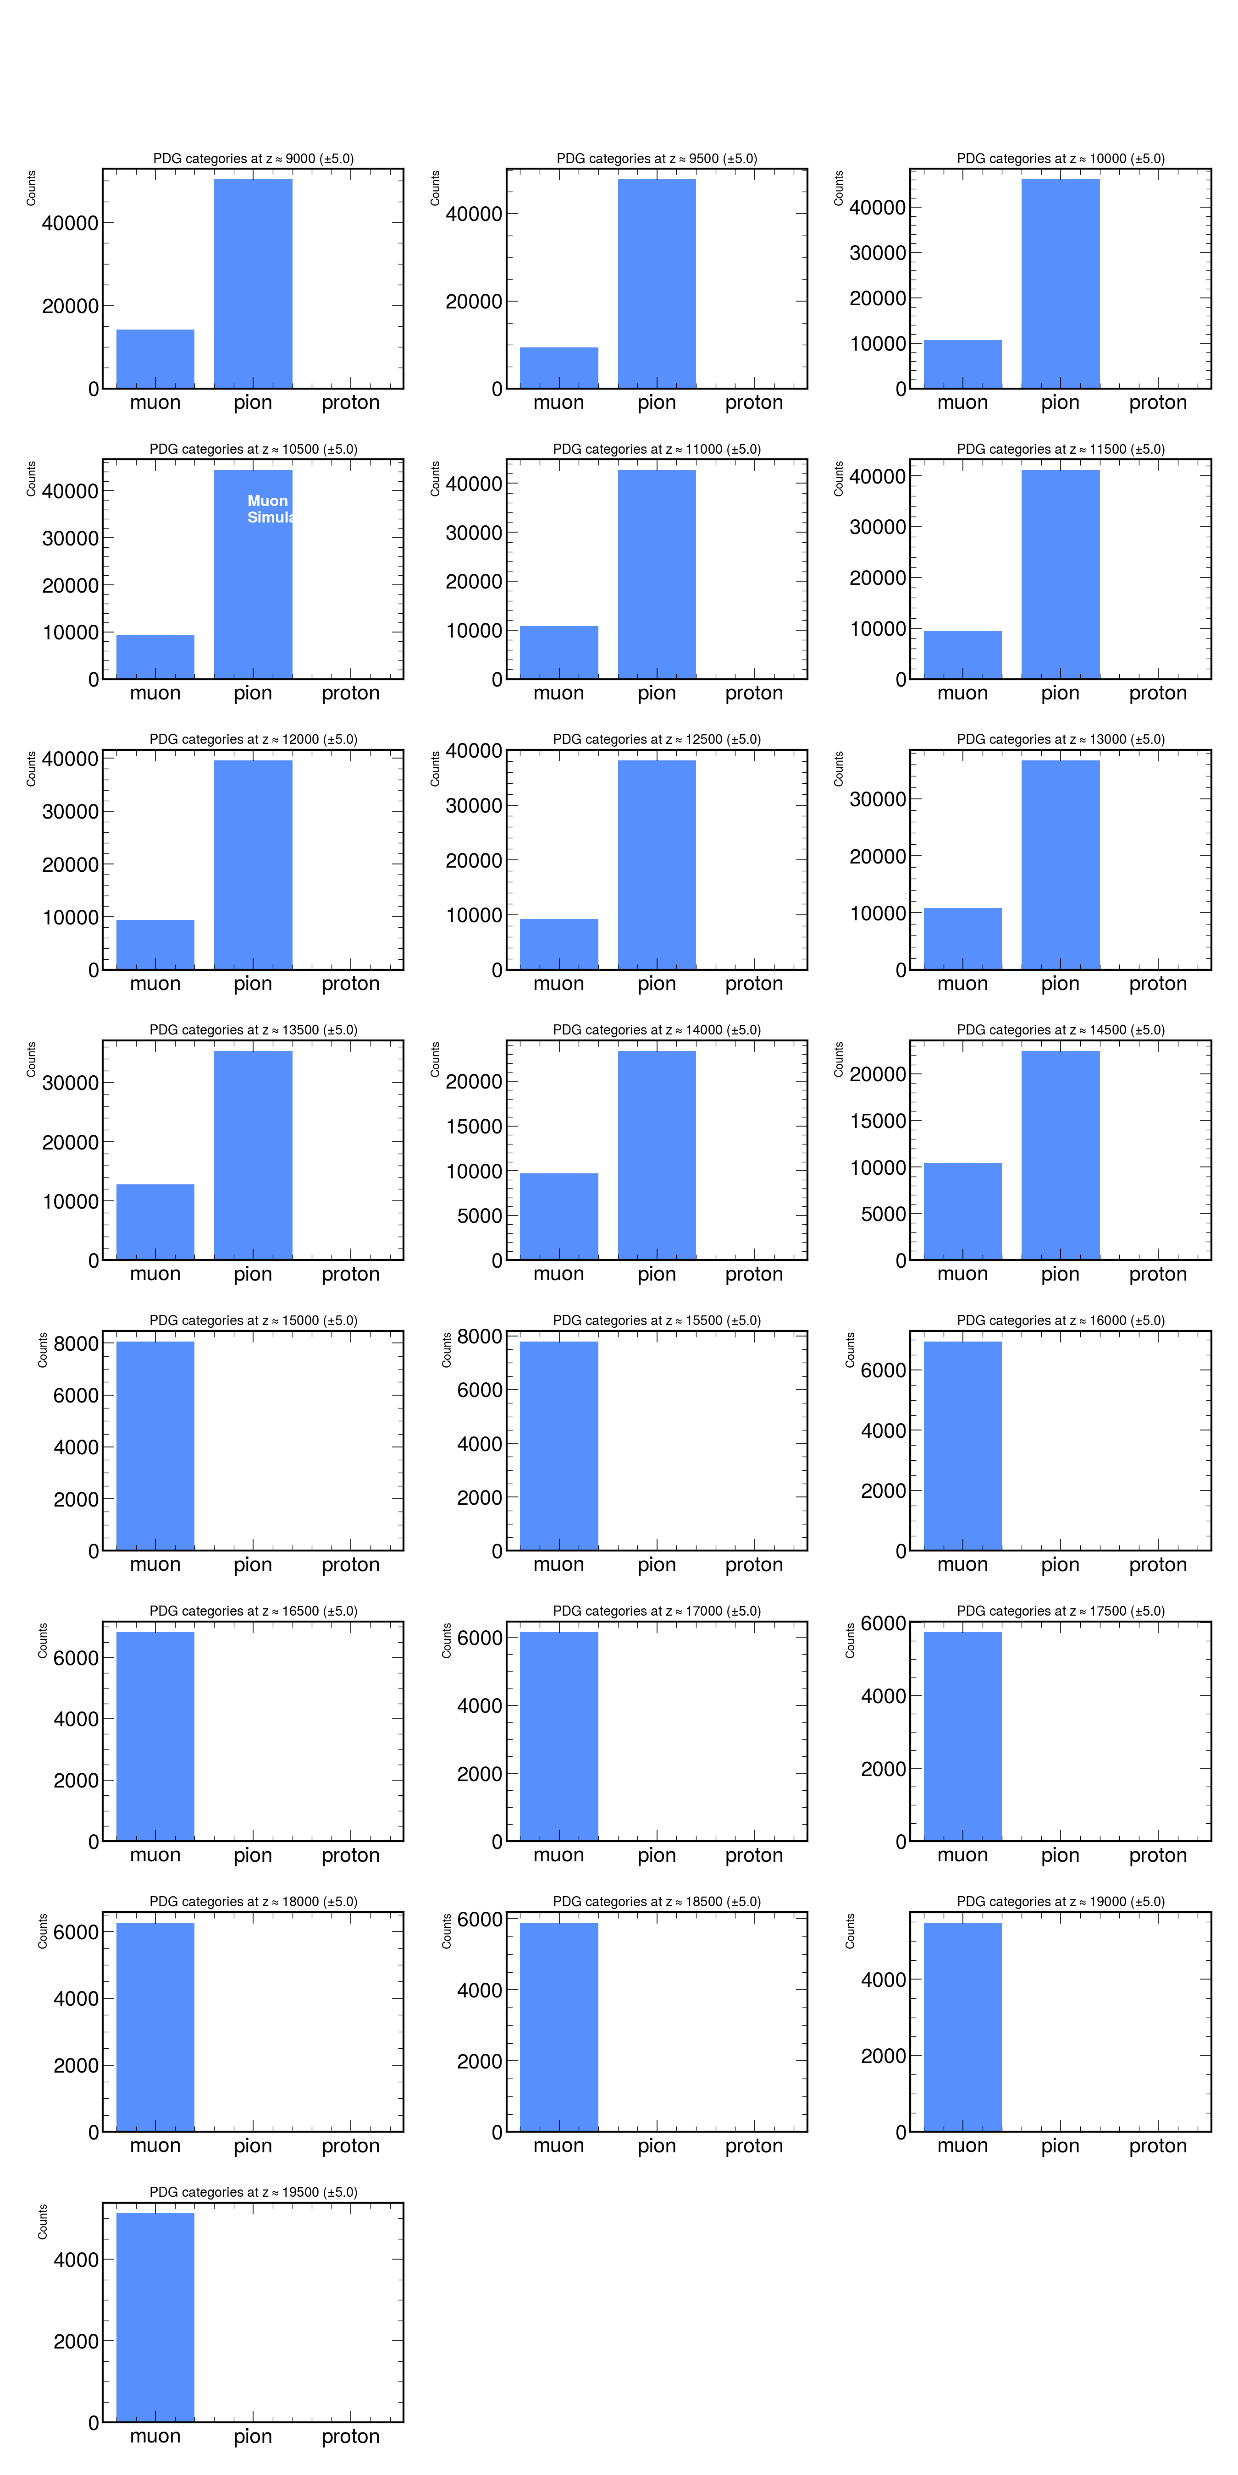 PDG categories at z ≈ 9000 (±5.0)
Counts
40000
20000
0
muon pion proton
PDG categories at z ≈ 9500 (±5.0)
Counts
40000
20000
0
muon pion proton
PDG categories at z ≈ 10000 (±5.0)
Counts
40000
30000
20000
10000
0
muon pion proton
PDG categories at z ≈ 10500 (±5.0)
Counts
40000
30000
20000
10000
0
Muon
Simula
muon pion proton
PDG categories at z ≈ 11000 (±5.0)
Counts
40000
30000
20000
10000
0
muon pion proton
PDG categories at z ≈ 11500 (±5.0)
Counts
40000
30000
20000
10000
0
muon pion proton
PDG categories at z ≈ 12000 (±5.0)
Counts
40000
30000
20000
10000
0
muon pion proton
PDG categories at z ≈ 12500 (±5.0)
Counts
40000
30000
20000
10000
0
muon pion proton
PDG categories at z ≈ 13000 (±5.0)
Counts
30000
20000
10000
0
muon pion proton
PDG categories at z ≈ 13500 (±5.0)
Counts
30000
20000
10000
0
muon pion proton
PDG categories at z ≈ 14000 (±5.0)
Counts
20000
15000
10000
5000
0
muon pion proton
PDG categories at z ≈ 14500 (±5.0)
Counts
20000
15000
10000
5000
0
muon pion proton
PDG categories at z ≈ 15000 (±5.0)
Counts
8000
6000
4000
2000
0
muon pion proton
PDG categories at z ≈ 15500 (±5.0)
Counts
8000
6000
4000
2000
0
muon pion proton
PDG categories at z ≈ 16000 (±5.0)
Counts
6000
4000
2000
0
muon pion proton
PDG categories at z ≈ 16500 (±5.0)
Counts
6000
4000
2000
0
muon pion proton
PDG categories at z ≈ 17000 (±5.0)
Counts
6000
4000
2000
0
muon pion proton
PDG categories at z ≈ 17500 (±5.0)
Counts
6000
4000
2000
0
muon pion proton
PDG categories at z ≈ 18000 (±5.0)
Counts
6000
4000
2000
0
muon pion proton
PDG categories at z ≈ 18500 (±5.0)
Counts
6000
4000
2000
0
muon pion proton
PDG categories at z ≈ 19000 (±5.0)
Counts
4000
2000
0
muon pion proton
PDG categories at z ≈ 19500 (±5.0)
Counts
4000
2000
0
muon pion proton